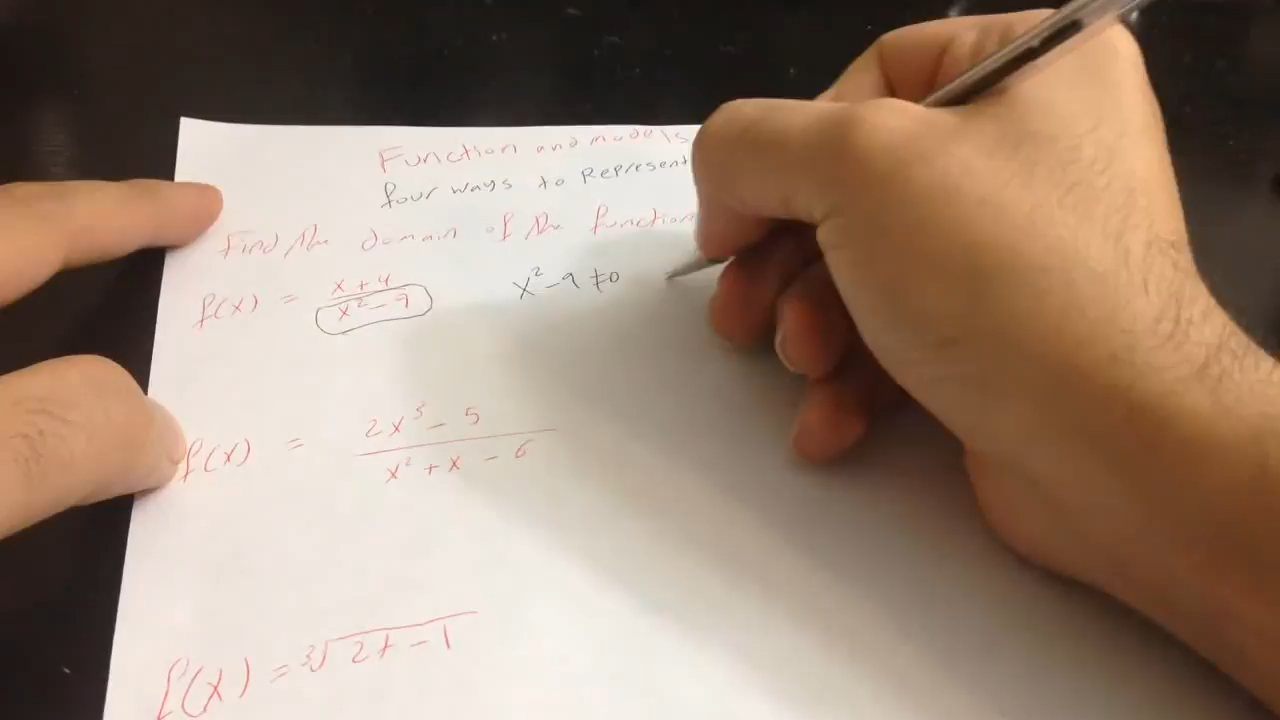 Function and models
four ways to Represent
Find the domain of the function
f(x) = x + 4 / x² - 9
x² - 9 ≠ 0
f(x) = 2x³ - 5 / x² + x - 6
f(x) = ∛2t - 1